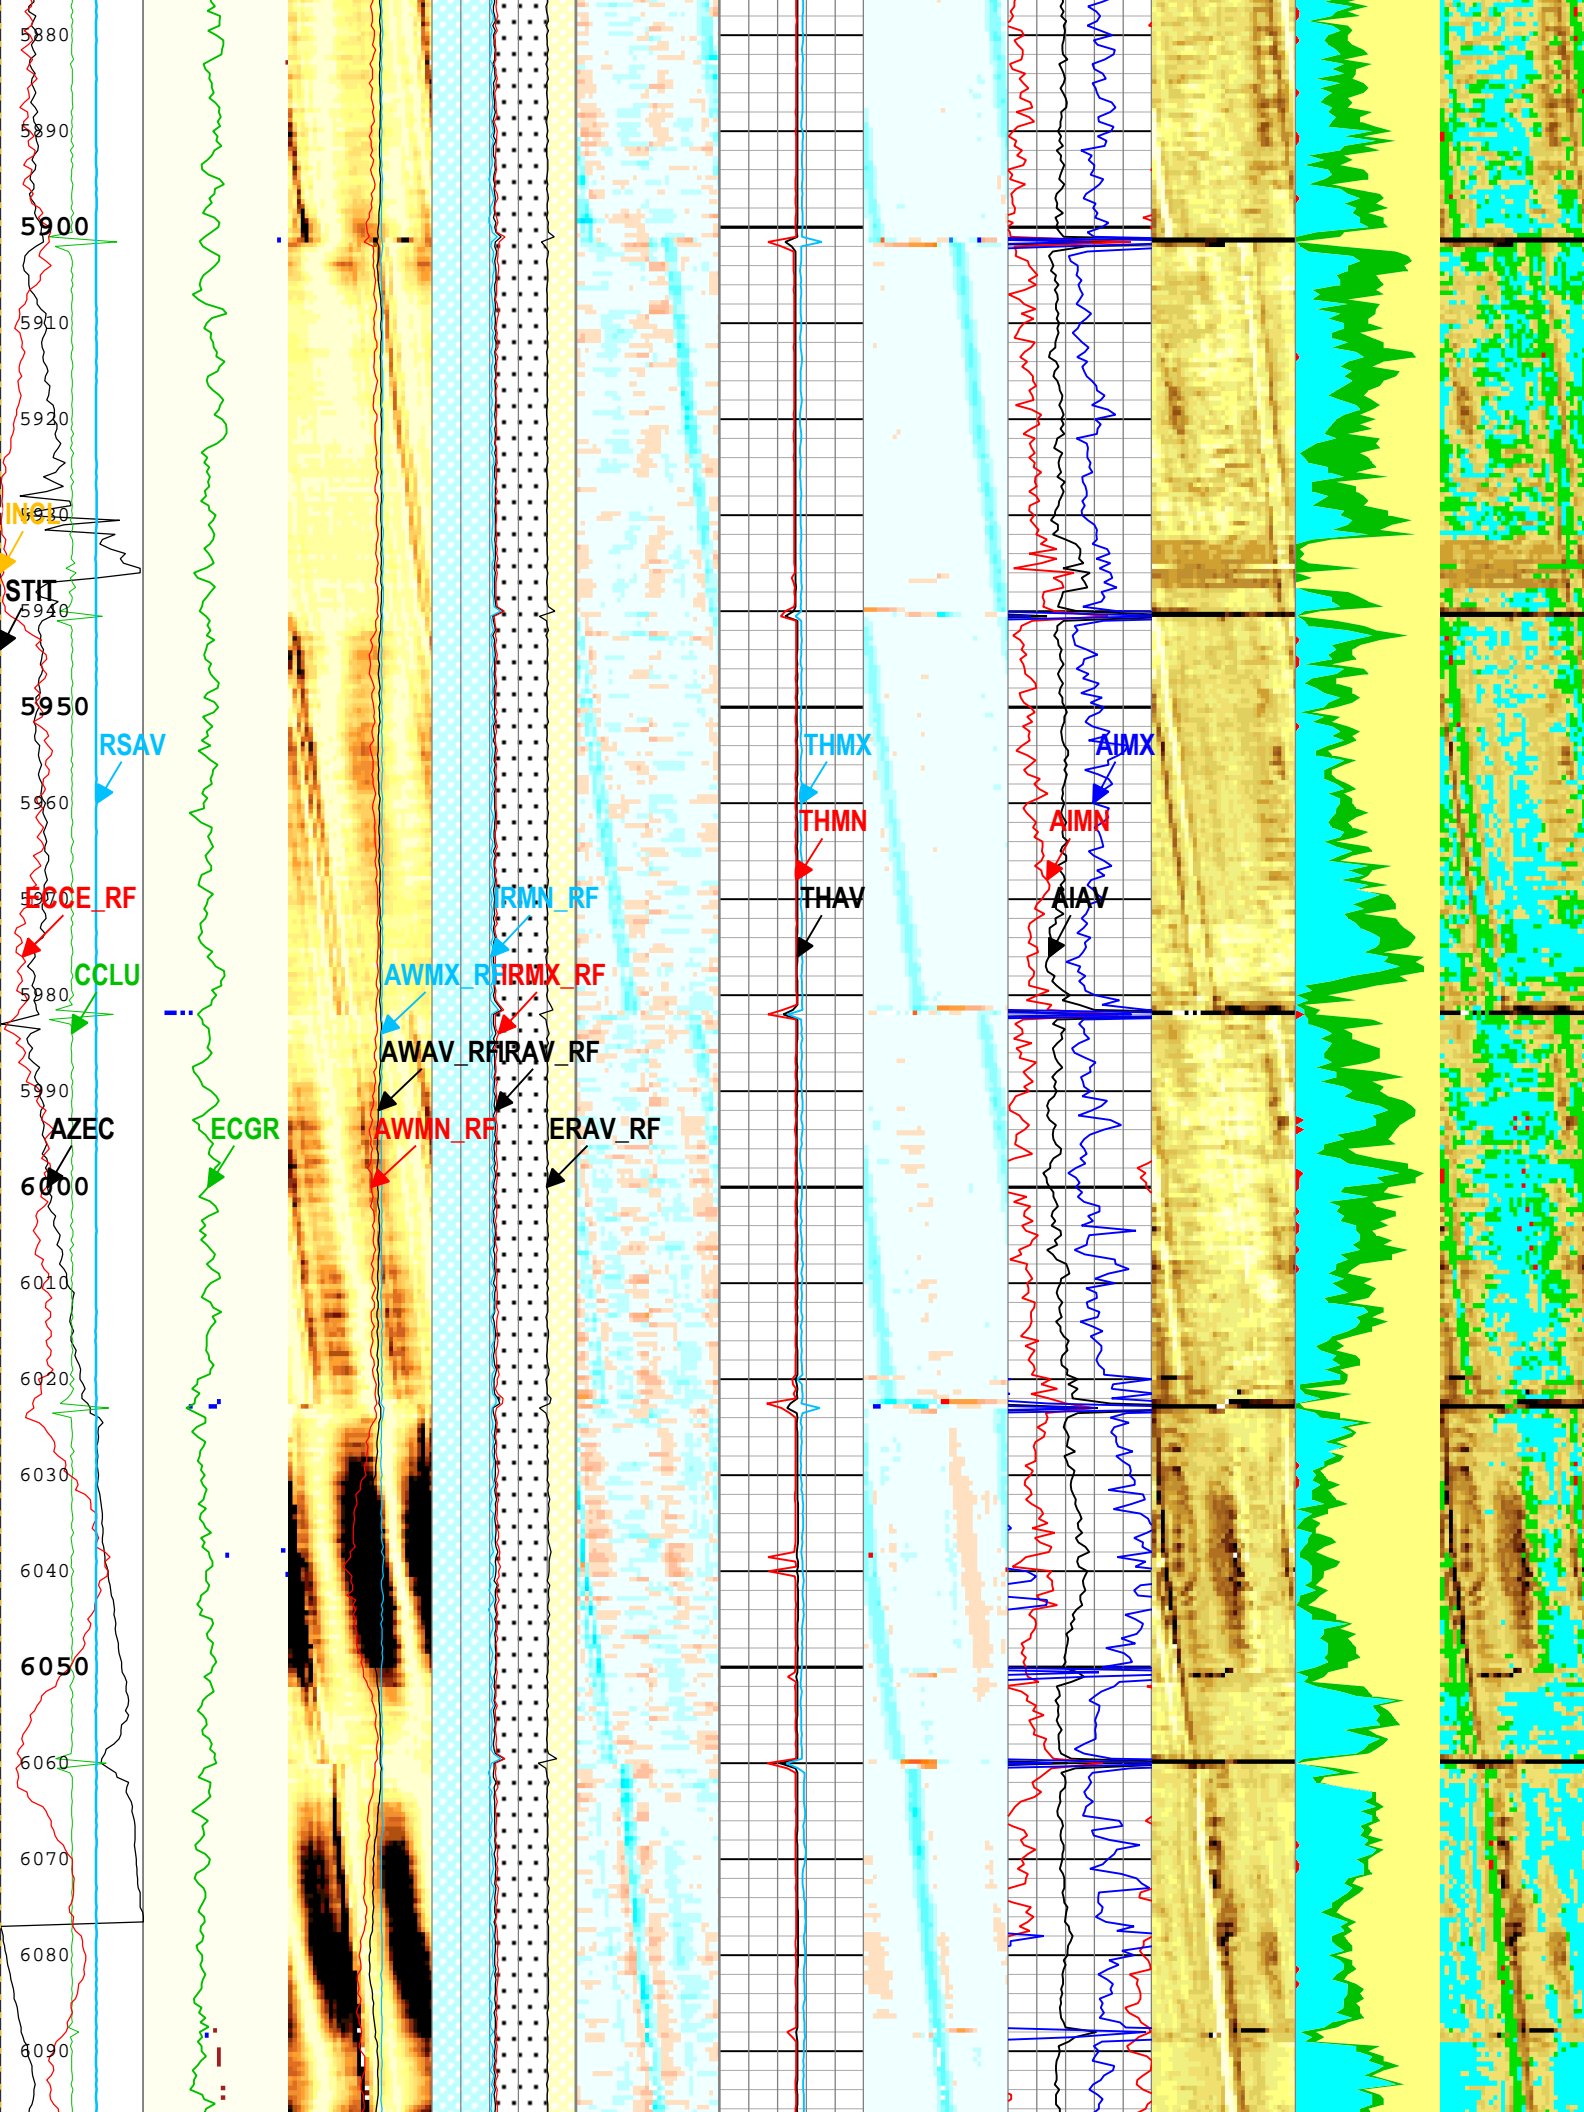 5880
5890
5900
5910
5920
INCL
5930
STIT
5940
5950
RSAV THMX AIMX
5960
THMN AIMN
5970
ECCE_RF IRMN_RF THAV AIAV
CCLU AWMX_RF IRMX_RF
5980
AWAV_RF IRAV_RF
5990
AZEC ECGR AWMN_RF ERAV_RF
6000
6010
6020
6030
6040
6050
6060
6070
6080
6090